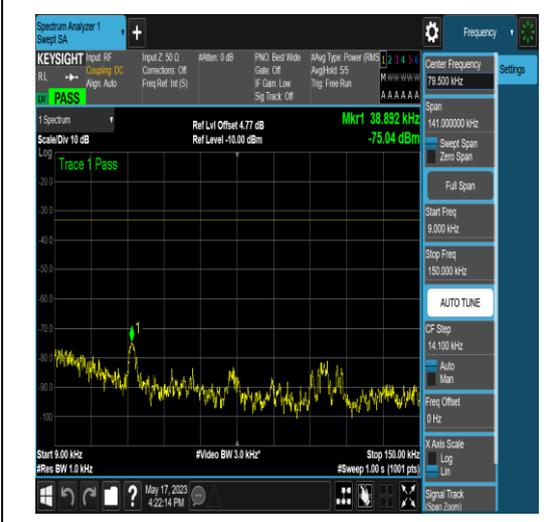 Spectrum Analyzer 1
Swept SA
+
Frequency
KEYSIGHT
RL
PASS
Input: RF
Coupling: DC
Align: Auto
Input Z: 50 Ω
Corrections: Off
Freq Ref: Int (S)
#Atten: 0 dB
PNO: Best Wide
Gate: Off
IF Gain: Low
Sig Track: Off
#Avg Type: Power (RMS
Avg|Hold: 5/5
Trig: Free Run
1 2 3 4 5 6
M W W W W W
A A A A A A
1 Spectrum
Scale/Div 10 dB
Ref Lvl Offset 4.77 dB
Ref Level -10.00 dBm
Mkr1 38.892 kHz
-75.04 dBm
Log
Trace 1 Pass
-20.0
-30.0
-40.0
-50.0
-60.0
-70.0
-80.0
-90.0
-100
1
Start 9.00 kHz
#Res BW 1.0 kHz
#Video BW 3.0 kHz*
Stop 150.00 kHz
#Sweep 1.00 s (1001 pts)
May 17, 2023
4:22:14 PM
Center Frequency
79.500 kHz
Settings
Span
141.000000 kHz
Swept Span
Zero Span
Full Span
Start Freq
9.000 kHz
Stop Freq
150.000 kHz
AUTO TUNE
CF Step
14.100 kHz
Auto
Man
Freq Offset
0 Hz
X Axis Scale
Log
Lin
Signal Track
(Span Zoom)